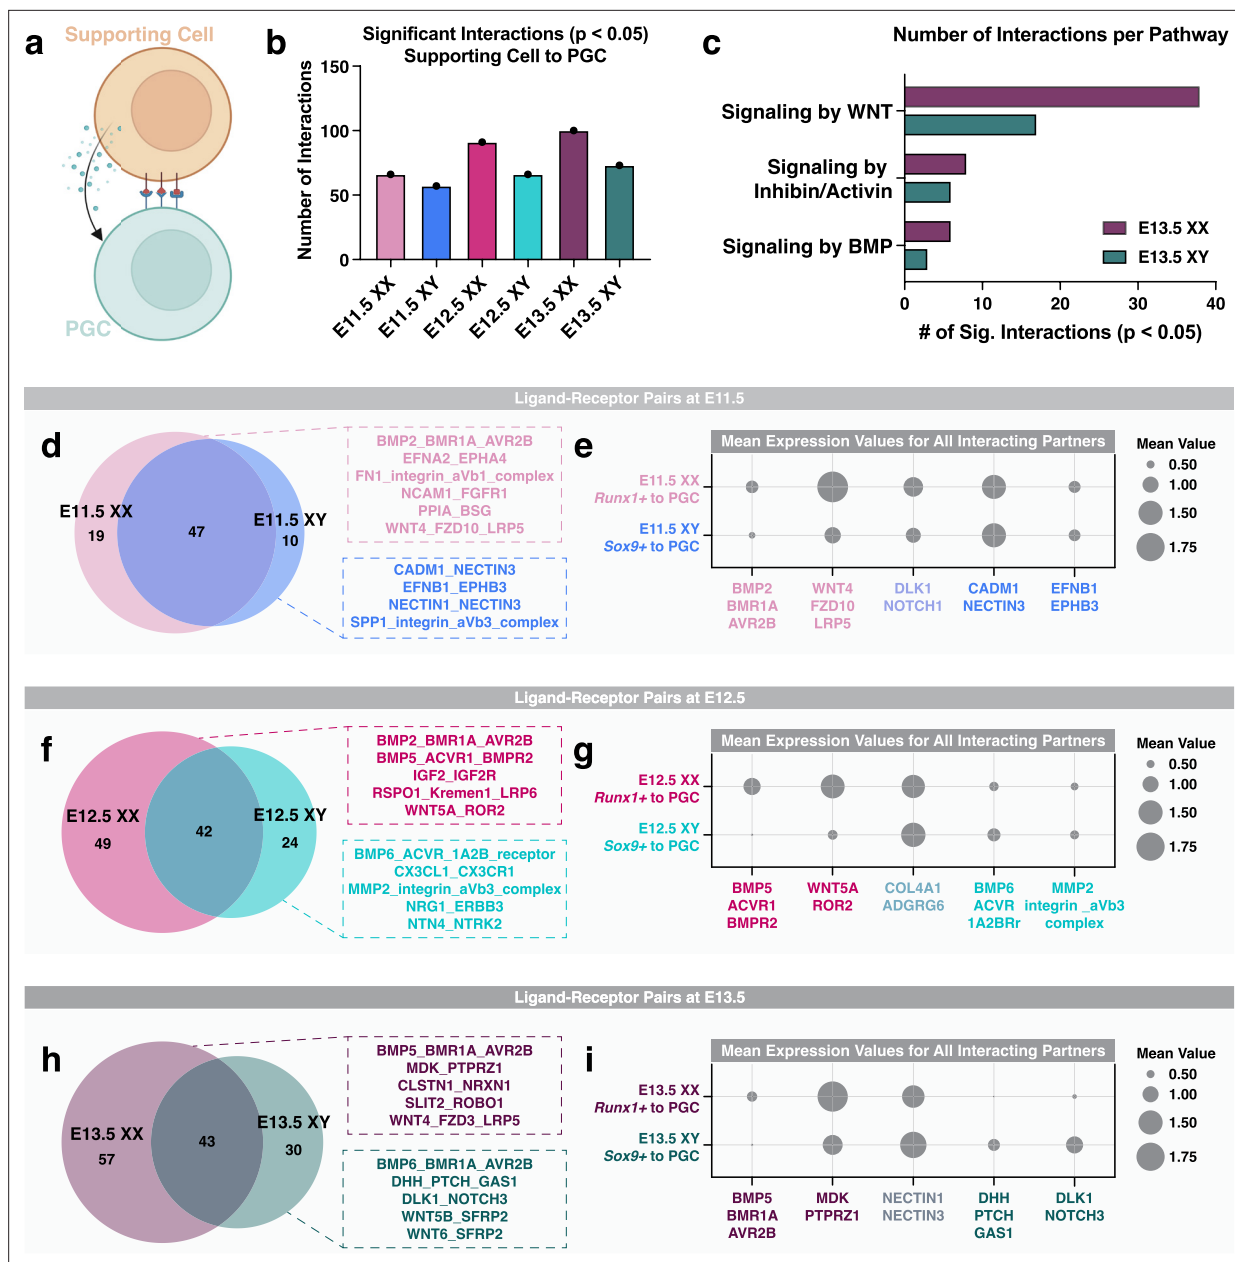 a
Supporting Cell
PGC
b
Significant Interactions (p < 0.05)
Supporting Cell to PGC
Number of Interactions
150
100
50
0
E11.5 XX
E11.5 XY
E12.5 XX
E12.5 XY
E13.5 XX
E13.5 XY
c
Number of Interactions per Pathway
Signaling by WNT
Signaling by
Inhibin/Activin
Signaling by BMP
E13.5 XX
E13.5 XY
0
10
20
30
40
# of Sig. Interactions (p < 0.05)
Ligand-Receptor Pairs at E11.5
d
E11.5 XX
19
47
E11.5 XY
10
BMP2_BMR1A_AVR2B
EFNA2_EPHA4
FN1_integrin_aVb1_complex
NCAM1_FGFR1
PPIA_BSG
WNT4_FZD10_LRP5
CADM1_NECTIN3
EFNB1_EPHB3
NECTIN1_NECTIN3
SPP1_integrin_aVb3_complex
e
Mean Expression Values for All Interacting Partners
E11.5 XX
Runx1+ to PGC
E11.5 XY
Sox9+ to PGC
BMP2
BMR1A
AVR2B
WNT4
FZD10
LRP5
DLK1
NOTCH1
CADM1
NECTIN3
EFNB1
EPHB3
Mean Value
0.50
1.00
1.50
1.75
Ligand-Receptor Pairs at E12.5
f
E12.5 XX
49
42
E12.5 XY
24
BMP2_BMR1A_AVR2B
BMP5_ACVR1_BMPR2
IGF2_IGF2R
RSPO1_Kremen1_LRP6
WNT5A_ROR2
BMP6_ACVR_1A2B_receptor
CX3CL1_CX3CR1
MMP2_integrin_aVb3_complex
NRG1_ERBB3
NTN4_NTRK2
g
Mean Expression Values for All Interacting Partners
E12.5 XX
Runx1+ to PGC
E12.5 XY
Sox9+ to PGC
BMP5
ACVR1
BMPR2
WNT5A
ROR2
COL4A1
ADGRG6
BMP6
ACVR
1A2BRr
MMP2
integrin _aVb3
complex
Mean Value
0.50
1.00
1.50
1.75
Ligand-Receptor Pairs at E13.5
h
E13.5 XX
57
43
E13.5 XY
30
BMP5_BMR1A_AVR2B
MDK_PTPRZ1
CLSTN1_NRXN1
SLIT2_ROBO1
WNT4_FZD3_LRP5
BMP6_BMR1A_AVR2B
DHH_PTCH_GAS1
DLK1_NOTCH3
WNT5B_SFRP2
WNT6_SFRP2
i
Mean Expression Values for All Interacting Partners
E13.5 XX
Runx1+ to PGC
E13.5 XY
Sox9+ to PGC
BMP5
BMR1A
AVR2B
MDK
PTPRZ1
NECTIN1
NECTIN3
DHH
PTCH
GAS1
DLK1
NOTCH3
Mean Value
0.50
1.00
1.50
1.75